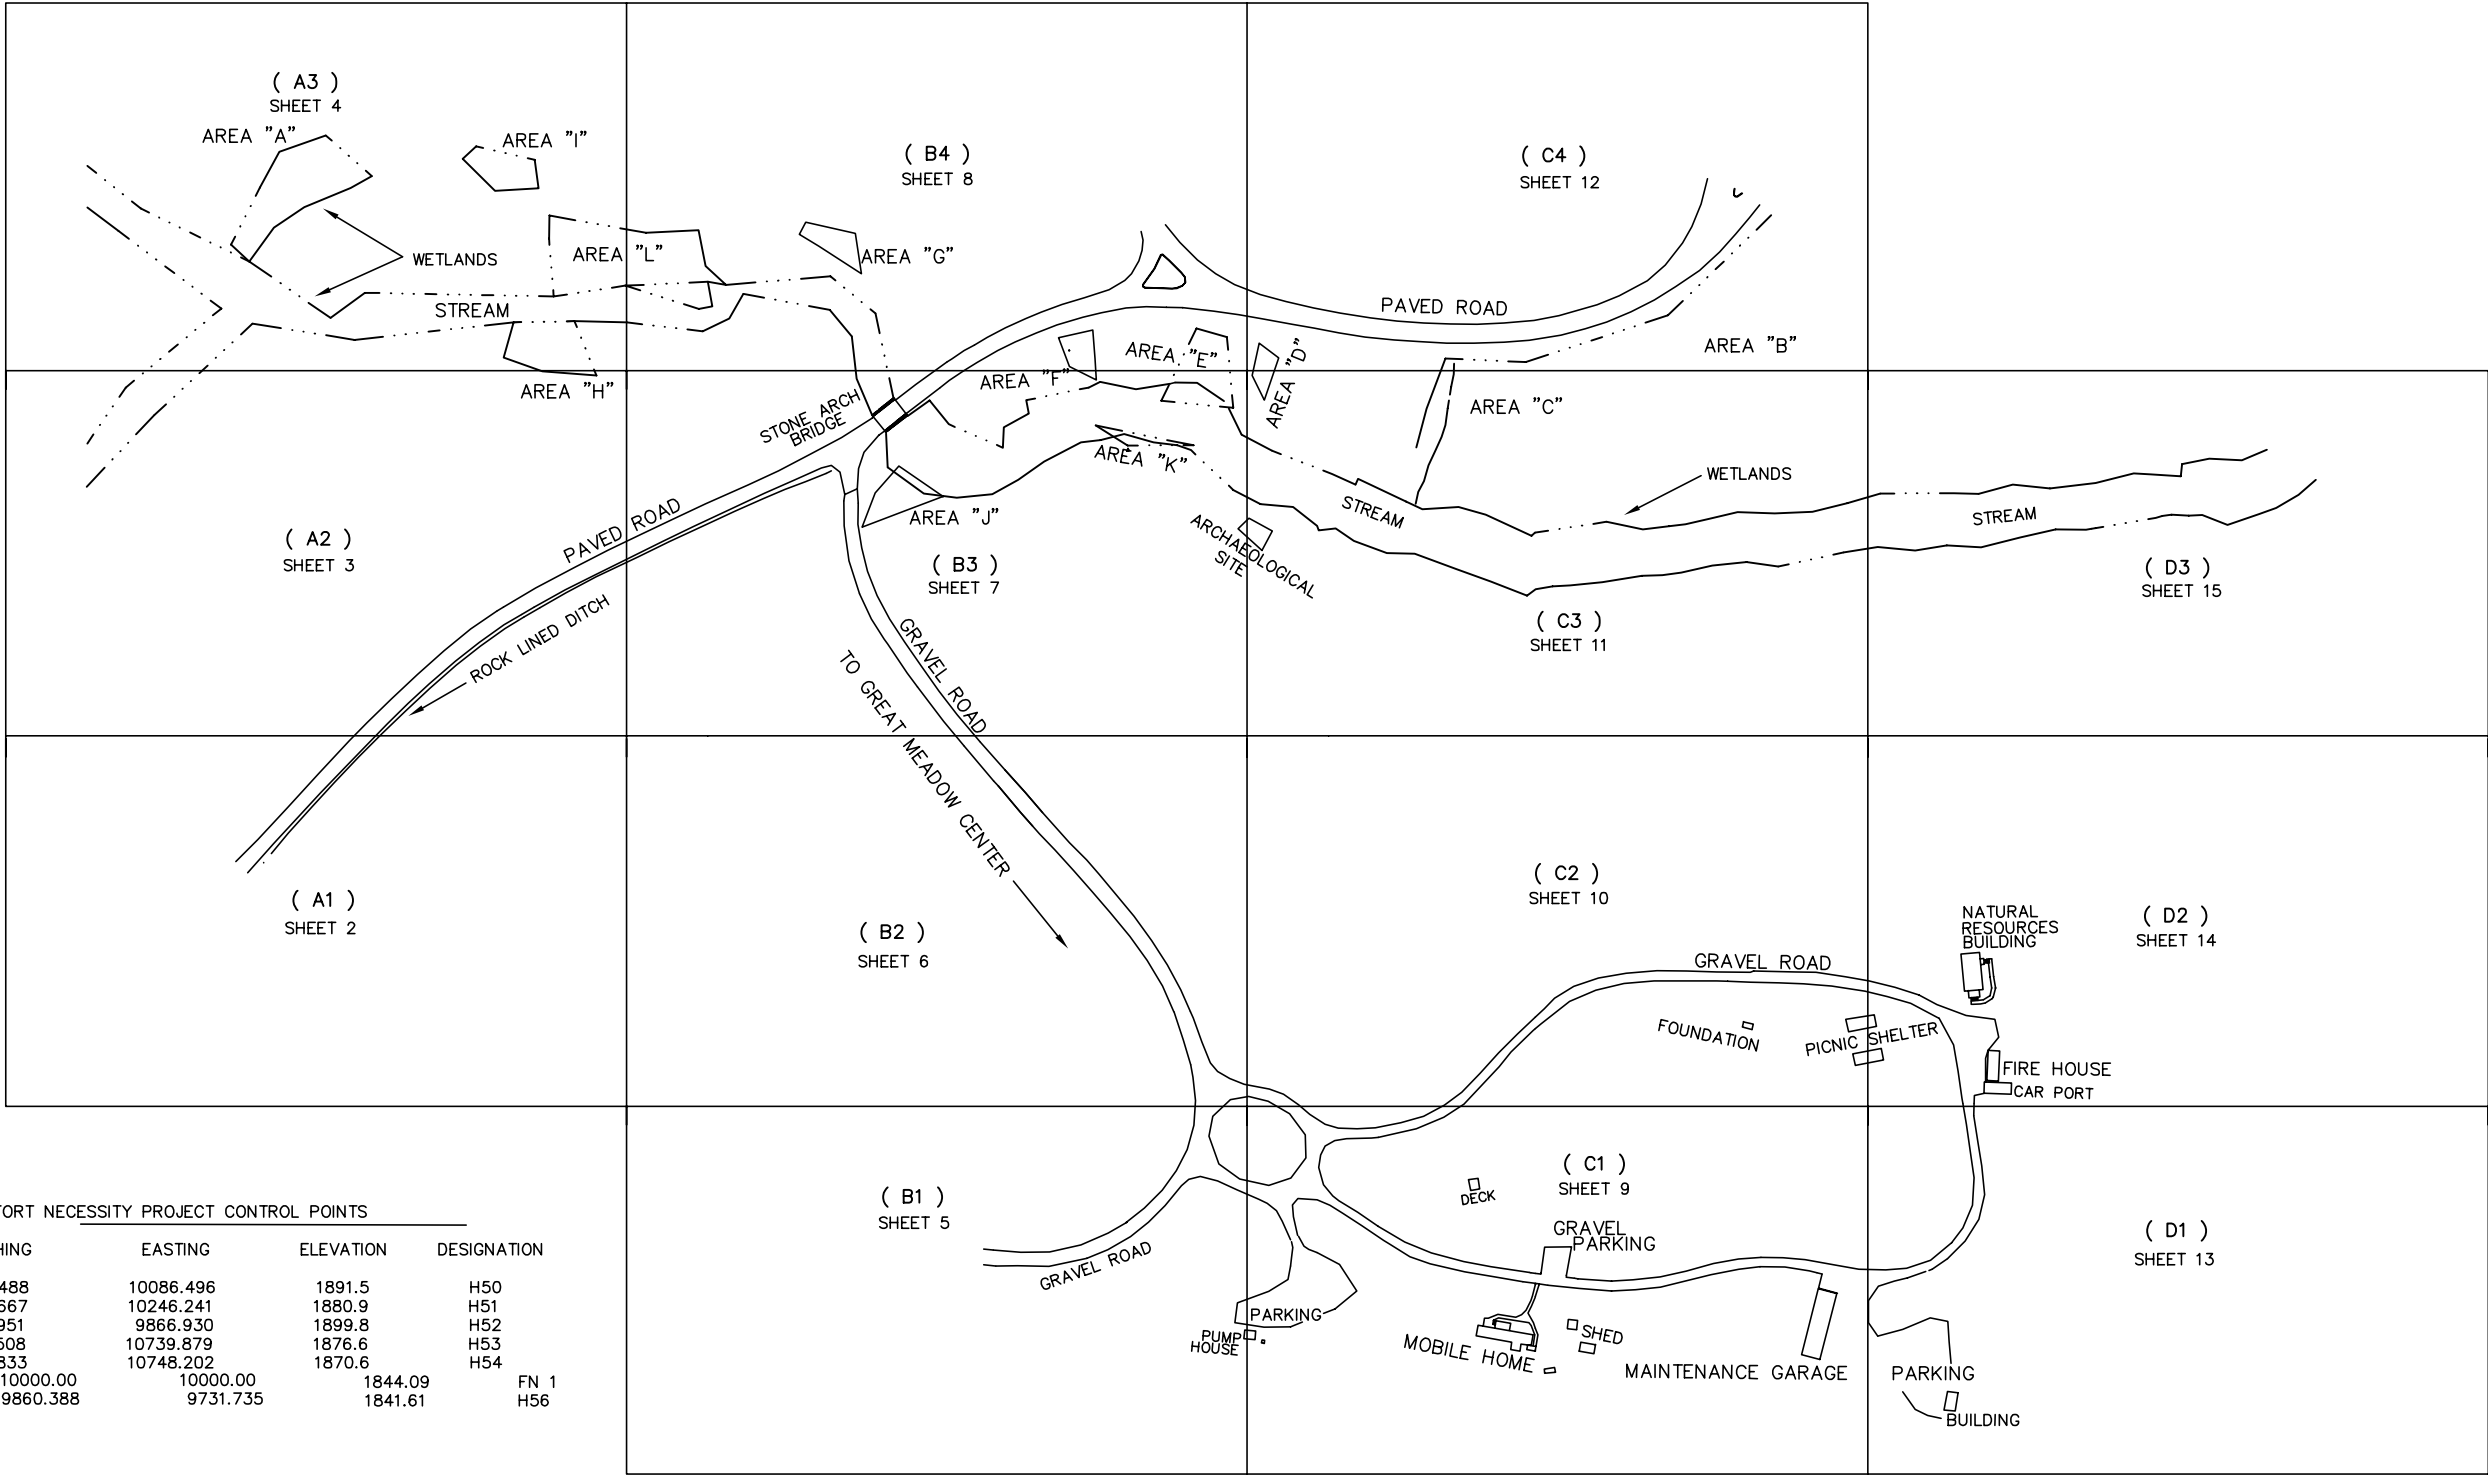 ( A3 )
SHEET 4
AREA "A"
AREA "I"
( B4 )
SHEET 8
( C4 )
SHEET 12
WETLANDS
AREA "L"
AREA "G"
STREAM
PAVED ROAD
AREA "B"
AREA "E"
AREA "D"
AREA "F"
AREA "H"
AREA "C"
STONE ARCH
BRIDGE
AREA "K"
WETLANDS
AREA "J"
STREAM
STREAM
PAVED ROAD
ARCHAEOLOGICAL
SITE
( A2 )
SHEET 3
( B3 )
SHEET 7
( D3 )
SHEET 15
( C3 )
SHEET 11
ROCK LINED DITCH
GRAVEL ROAD
TO GREAT MEADOW CENTER
( A1 )
SHEET 2
( B2 )
SHEET 6
( C2 )
SHEET 10
NATURAL
RESOURCES
BUILDING
( D2 )
SHEET 14
GRAVEL ROAD
FOUNDATION
PICNIC SHELTER
FIRE HOUSE
CAR PORT
( C1 )
SHEET 9
DECK
( B1 )
SHEET 5
GRAVEL
PARKING
( D1 )
SHEET 13
GRAVEL ROAD
PARKING
PUMP
HOUSE
SHED
MOBILE HOME
MAINTENANCE GARAGE
PARKING
BUILDING
ORT NECESSITY PROJECT CONTROL POINTS
HING EASTING ELEVATION DESIGNATION
488 10086.496 1891.5 H50
667 10246.241 1880.9 H51
951 9866.930 1899.8 H52
608 10739.879 1876.6 H53
833 10748.202 1870.6 H54
10000.00 10000.00 1844.09 FN 1
9860.388 9731.735 1841.61 H56